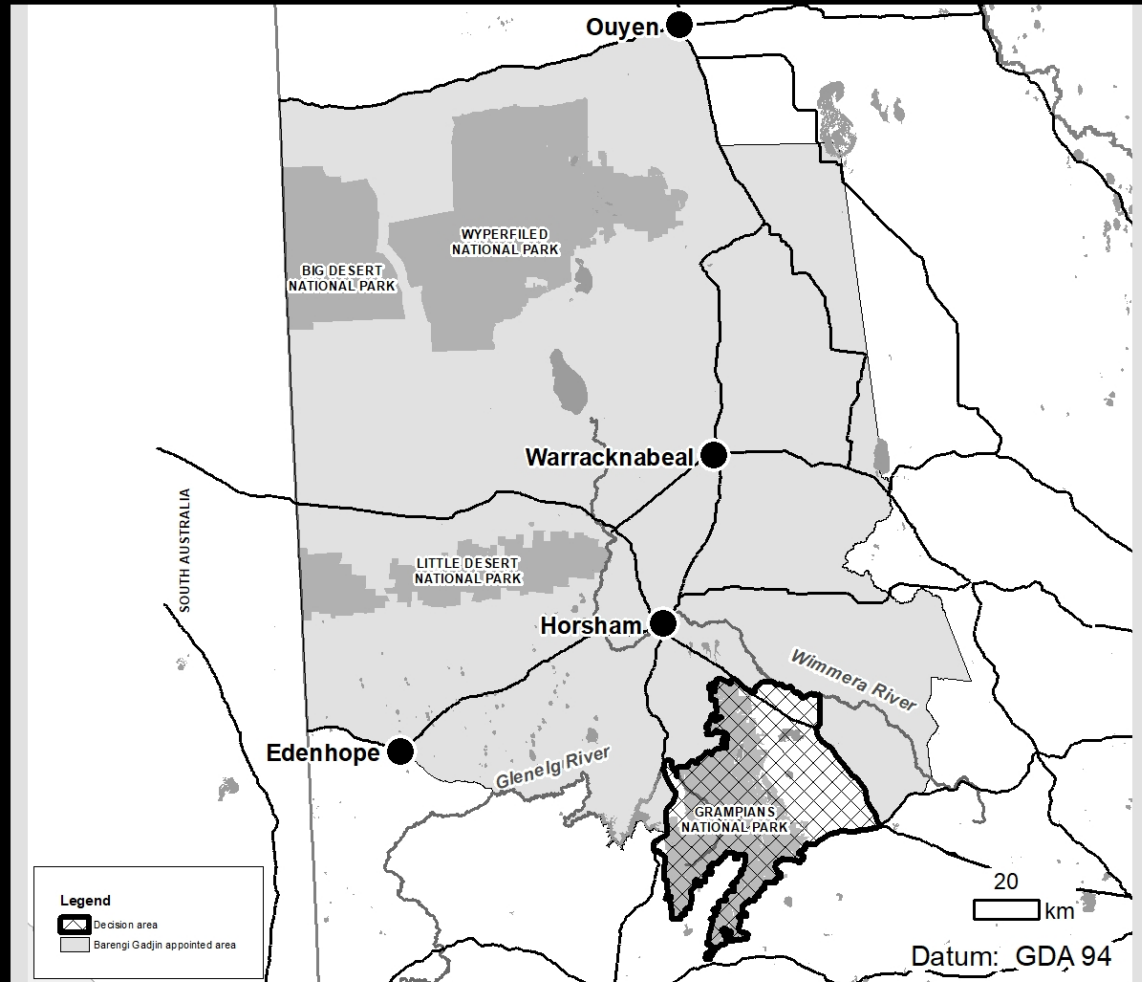 Ouyen
WYPERFILED
NATIONAL PARK
BIG DESERT
NATIONAL PARK
Warracknabeal
SOUTH AUSTRALIA
LITTLE DESERT
NATIONAL PARK
Horsham
Wimmera River
Edenhope
Glenelg River
GRAMPIANS
NATIONAL PARK
Legend
Decision area
Barengi Gadjin appointed area
20
km
Datum: GDA 94